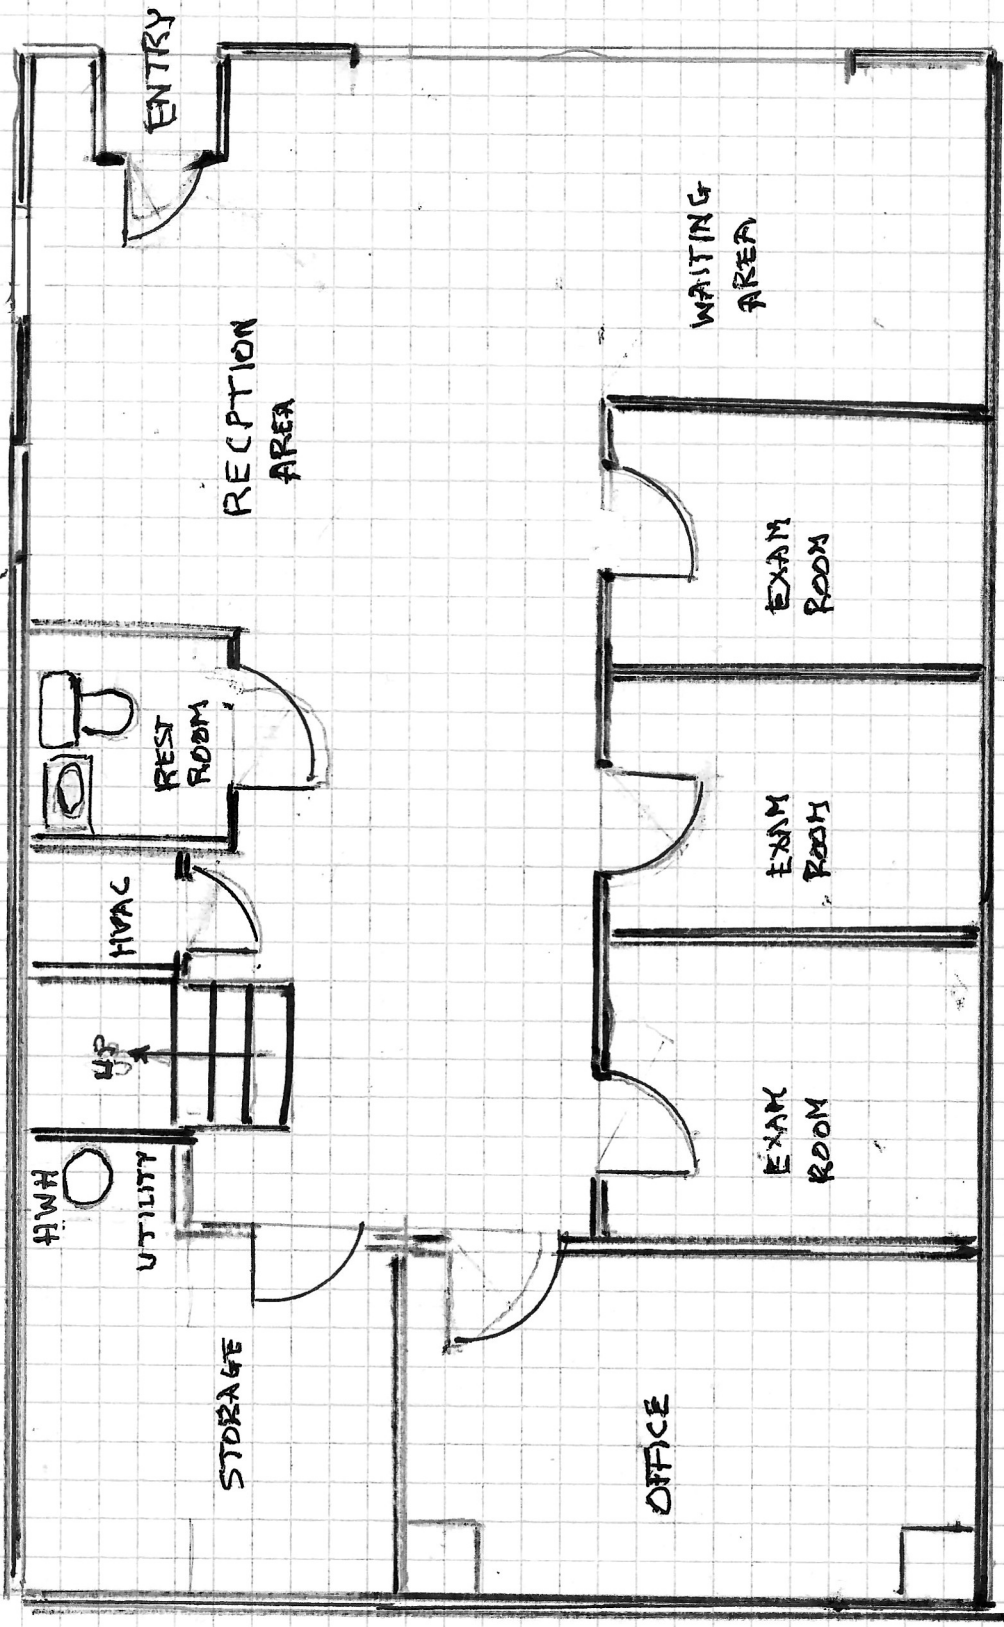 HWH
UTILITY
UP
HVAC
REST
ROOM
ENTRY
STORAGE
RECPTION
AREA
OFFICE
EXAM
ROOM
EXAM
ROOM
EXAM
ROOM
WAITING
AREA